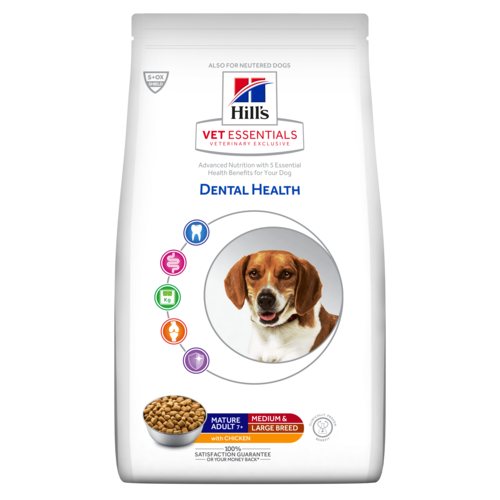 ALSO FOR NEUTERED DOGS
S+OX
SHIELD
Hill's
VET ESSENTIALS
VETERINARY EXCLUSIVE
Advanced Nutrition with 5 Essential
Health Benefits for Your Dog
DENTAL HEALTH
MATURE
ADULT 7+
MEDIUM &
LARGE BREED
with CHICKEN
100%
SATISFACTION GUARANTEE
OR YOUR MONEY BACK*